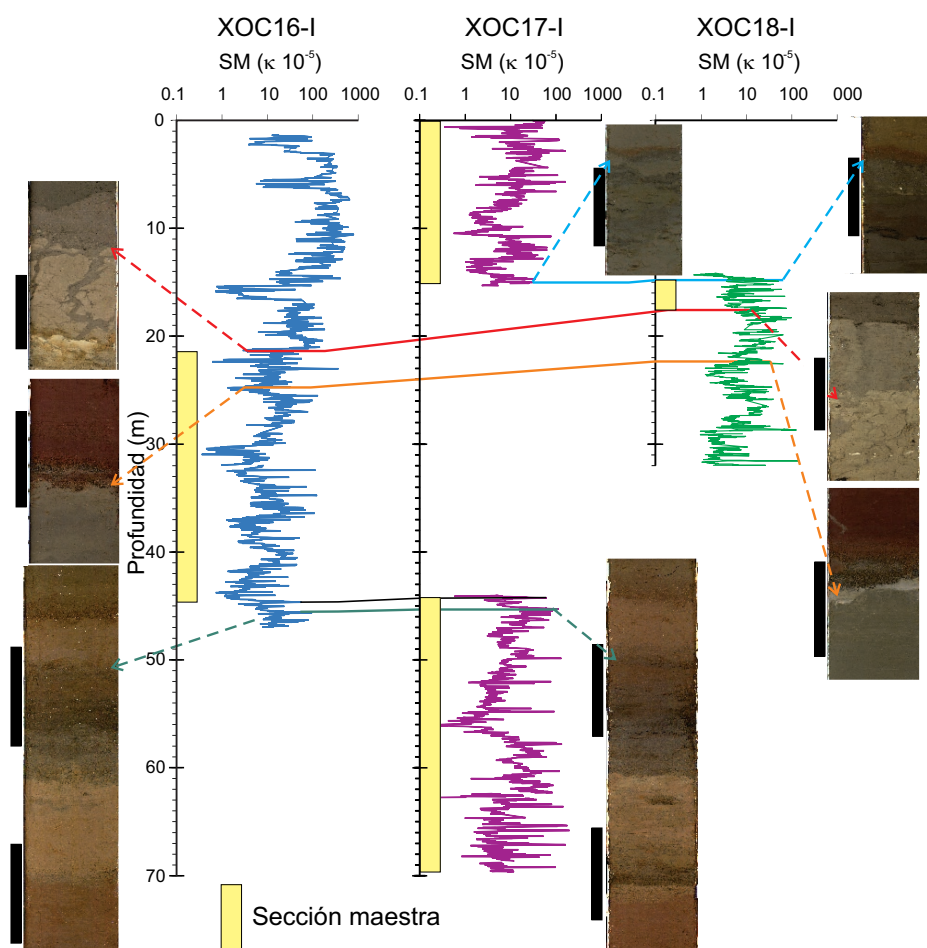 XOC16-I XOC17-I XOC18-I
SM (κ 10-5) SM (κ 10-5) SM (κ 10-5)
0.1 1 10 100 1000 0.1 1 10 100 1000 0.1 1 10 100 000
0
10
20
30
40
50
60
70
Profundidad (m)
Sección maestra